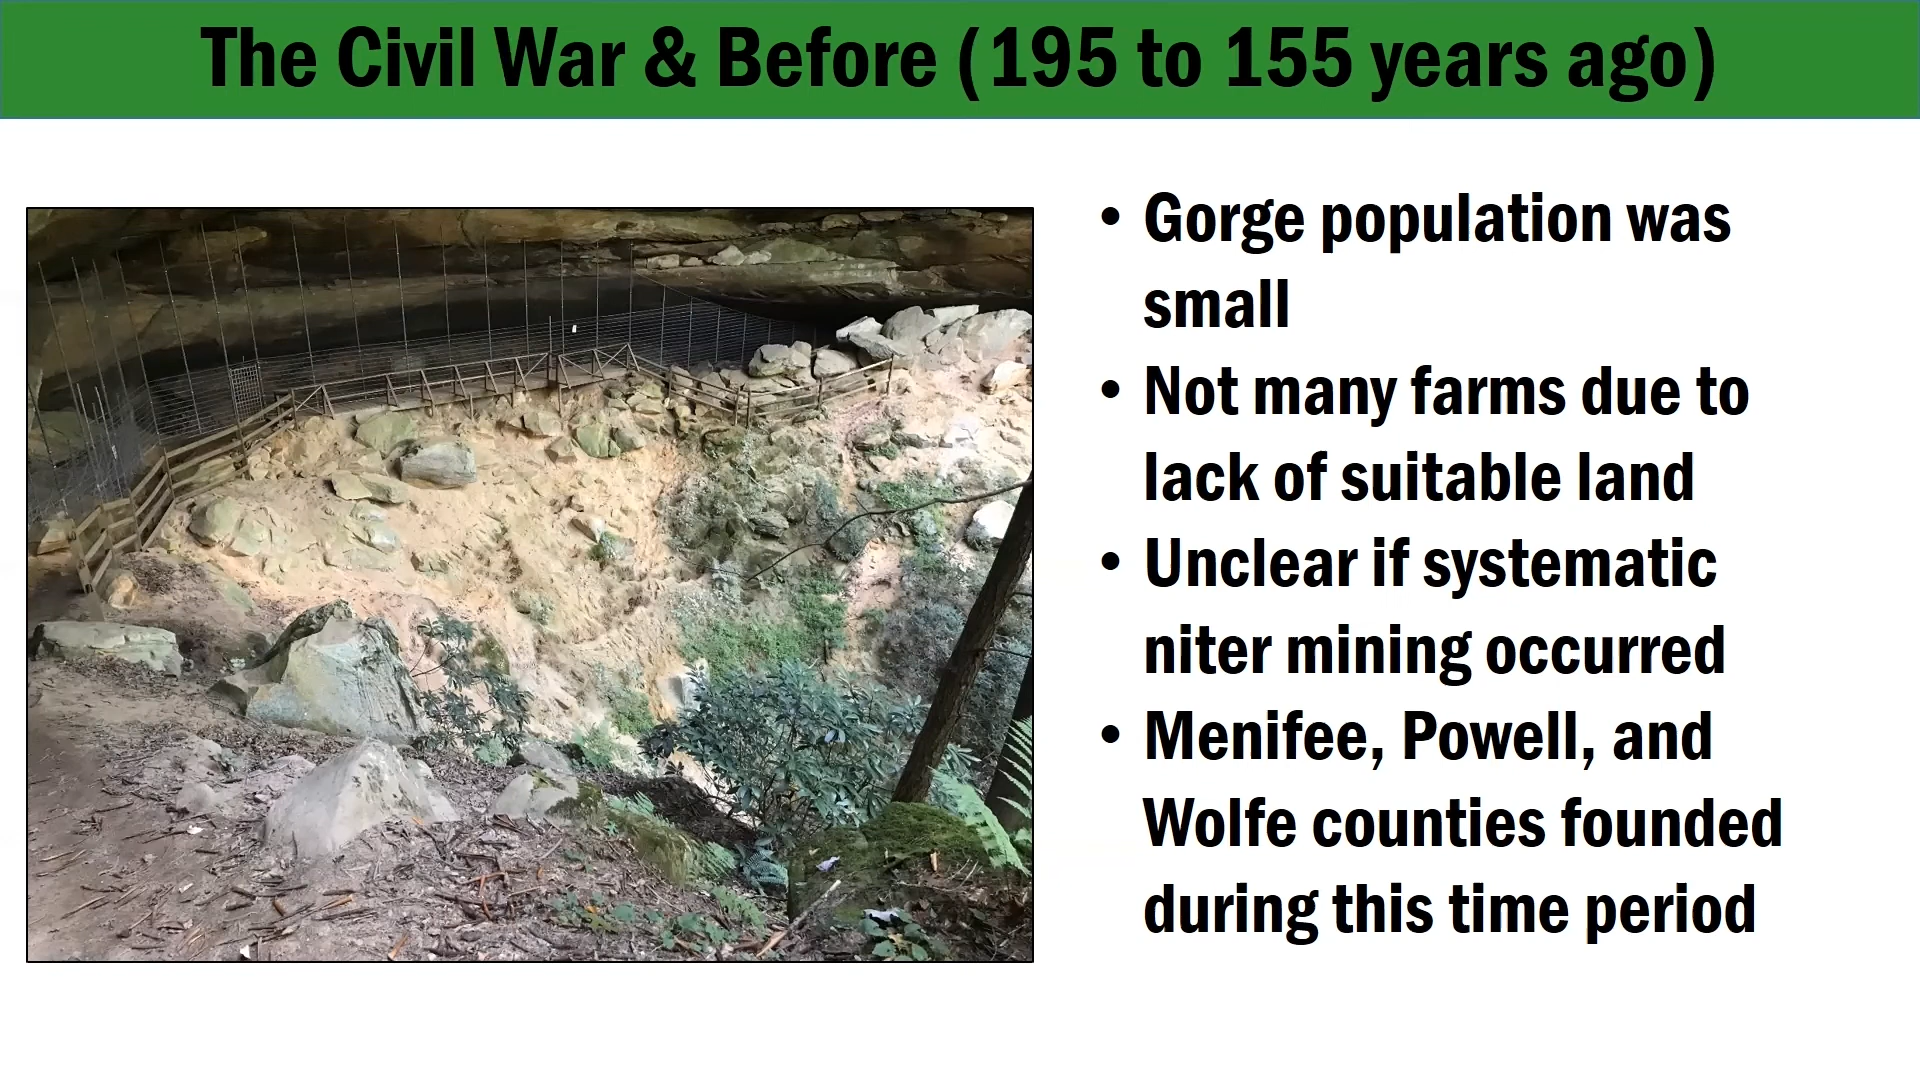 The Civil War & Before (195 to 155 years ago)
• Gorge population was
small
• Not many farms due to
lack of suitable land
• Unclear if systematic
niter mining occurred
• Menifee, Powell, and
Wolfe counties founded
during this time period